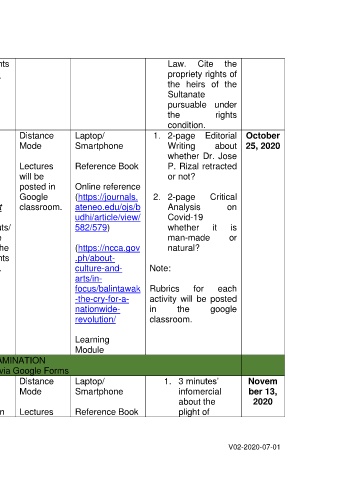 nts
Law. Cite the
propriety rights of
the heirs of the
Sultanate
pursuable under
the rights
condition.
Distance
Mode
Lectures
will be
posted in
Google
classroom.
Laptop/
Smartphone
Reference Book
Online reference
(https://journals.
ateneo.edu/ojs/b
udhi/article/view/
582/579)
(https://ncca.gov
.ph/about-
culture-and-
arts/in-
focus/balintawak
-the-cry-for-a-
nationwide-
revolution/
Learning
Module
1. 2-page Editorial
Writing about
whether Dr. Jose
P. Rizal retracted
or not?
2. 2-page Critical
Analysis on
Covid-19
whether it is
man-made or
natural?
Note:
Rubrics for each
activity will be posted
in the google
classroom.
October
25, 2020
AMINATION
via Google Forms
Distance
Mode
Lectures
Laptop/
Smartphone
Reference Book
1. 3 minutes'
infomercial
about the
plight of
Novem
ber 13,
2020
V02-2020-07-01